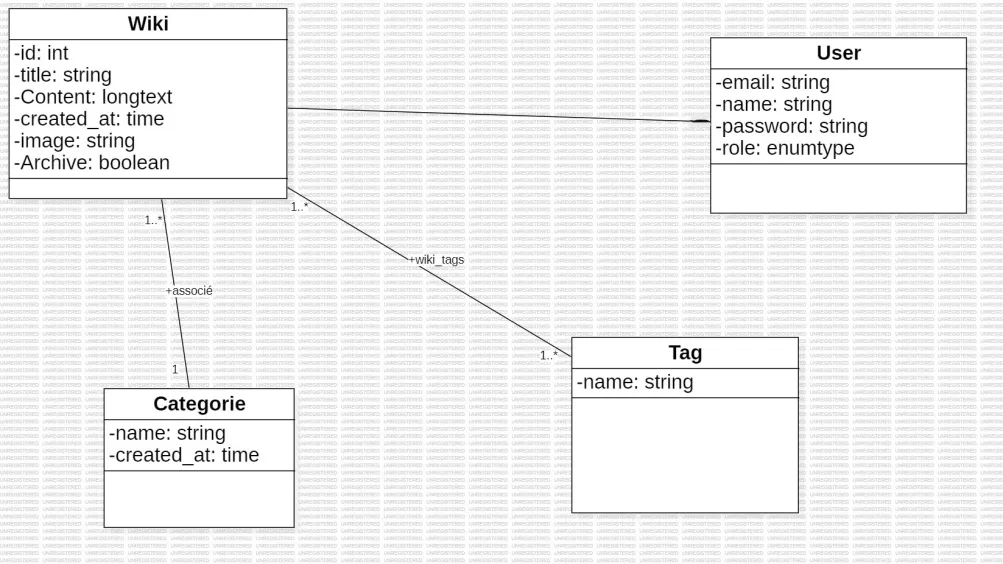 Wiki
-id: int
-title: string
-Content: longtext
-created_at: time
-image: string
-Archive: boolean
User
-email: string
-name: string
-password: string
-role: enumtype
1..*
1..*
+wiki_tags
+associé
1..*
1
Tag
-name: string
Categorie
-name: string
-created_at: time
UNREGISTERED